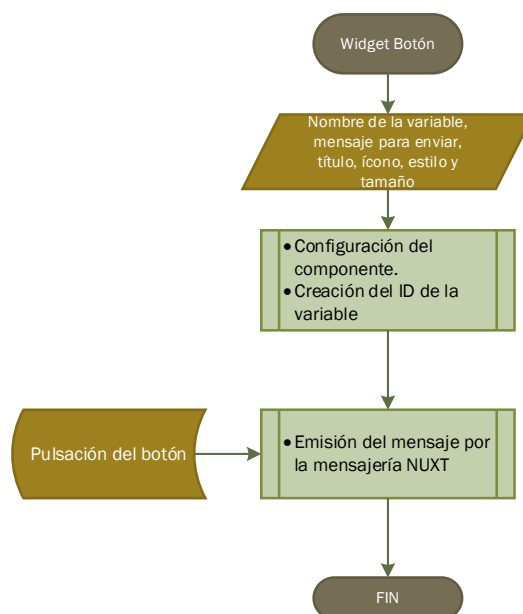 Widget Botón
Nombre de la variable,
mensaje para enviar,
título, ícono, estilo y
tamaño
• Configuración del
componente.
• Creación del ID de la
variable
Pulsación del botón
• Emisión del mensaje por
la mensajería NUXT
FIN